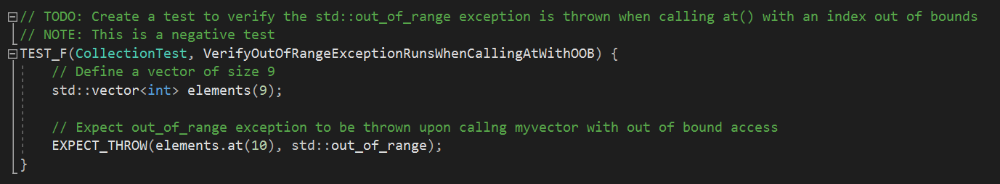 // TODO: Create a test to verify the std::out_of_range exception is thrown when calling at() with an index out of bounds
// NOTE: This is a negative test
TEST_F(CollectionTest, VerifyOutOfRangeExceptionRunsWhenCallingAtWithOOB) {
// Define a vector of size 9
std::vector<int> elements(9);
// Expect out_of_range exception to be thrown upon callng myvector with out of bound access
EXPECT_THROW(elements.at(10), std::out_of_range);
}